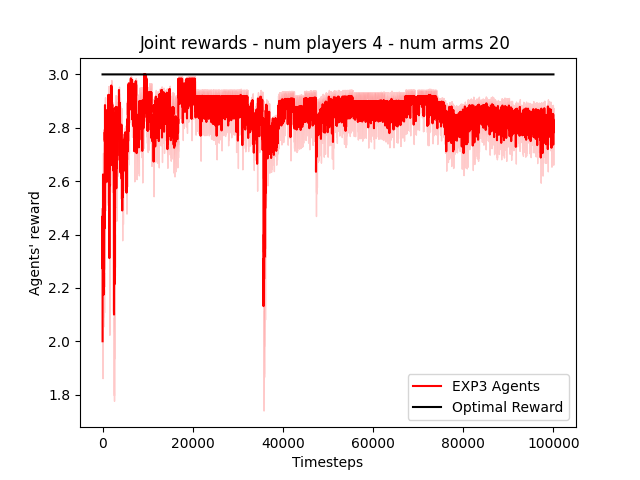 Joint rewards - num players 4 - num arms 20
3.0
2.8
2.6
2.4
2.2
2.0
1.8
Agents' reward
0 20000 40000 60000 80000 100000
Timesteps
EXP3 Agents
Optimal Reward